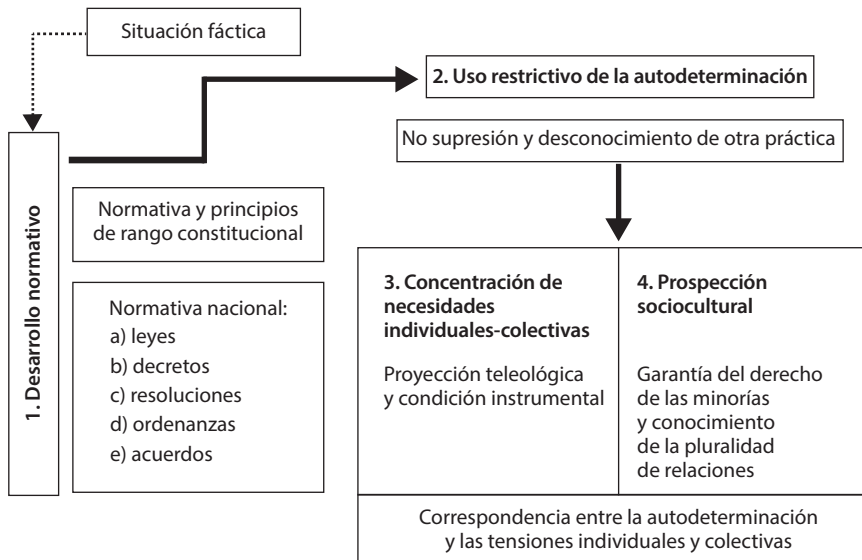 Situación fáctica
2. Uso restrictivo de la autodeterminación
No supresión y desconocimiento de otra práctica
1. Desarrollo normativo
Normativa y principios
de rango constitucional
Normativa nacional:
a) leyes
b) decretos
c) resoluciones
d) ordenanzas
e) acuerdos
3. Concentración de
necesidades
individuales-colectivas
Proyección teleológica
y condición instrumental
4. Prospección
sociocultural
Garantía del derecho
de las minorías
y conocimiento
de la pluralidad
de relaciones
Correspondencia entre la autodeterminación
y las tensiones individuales y colectivas